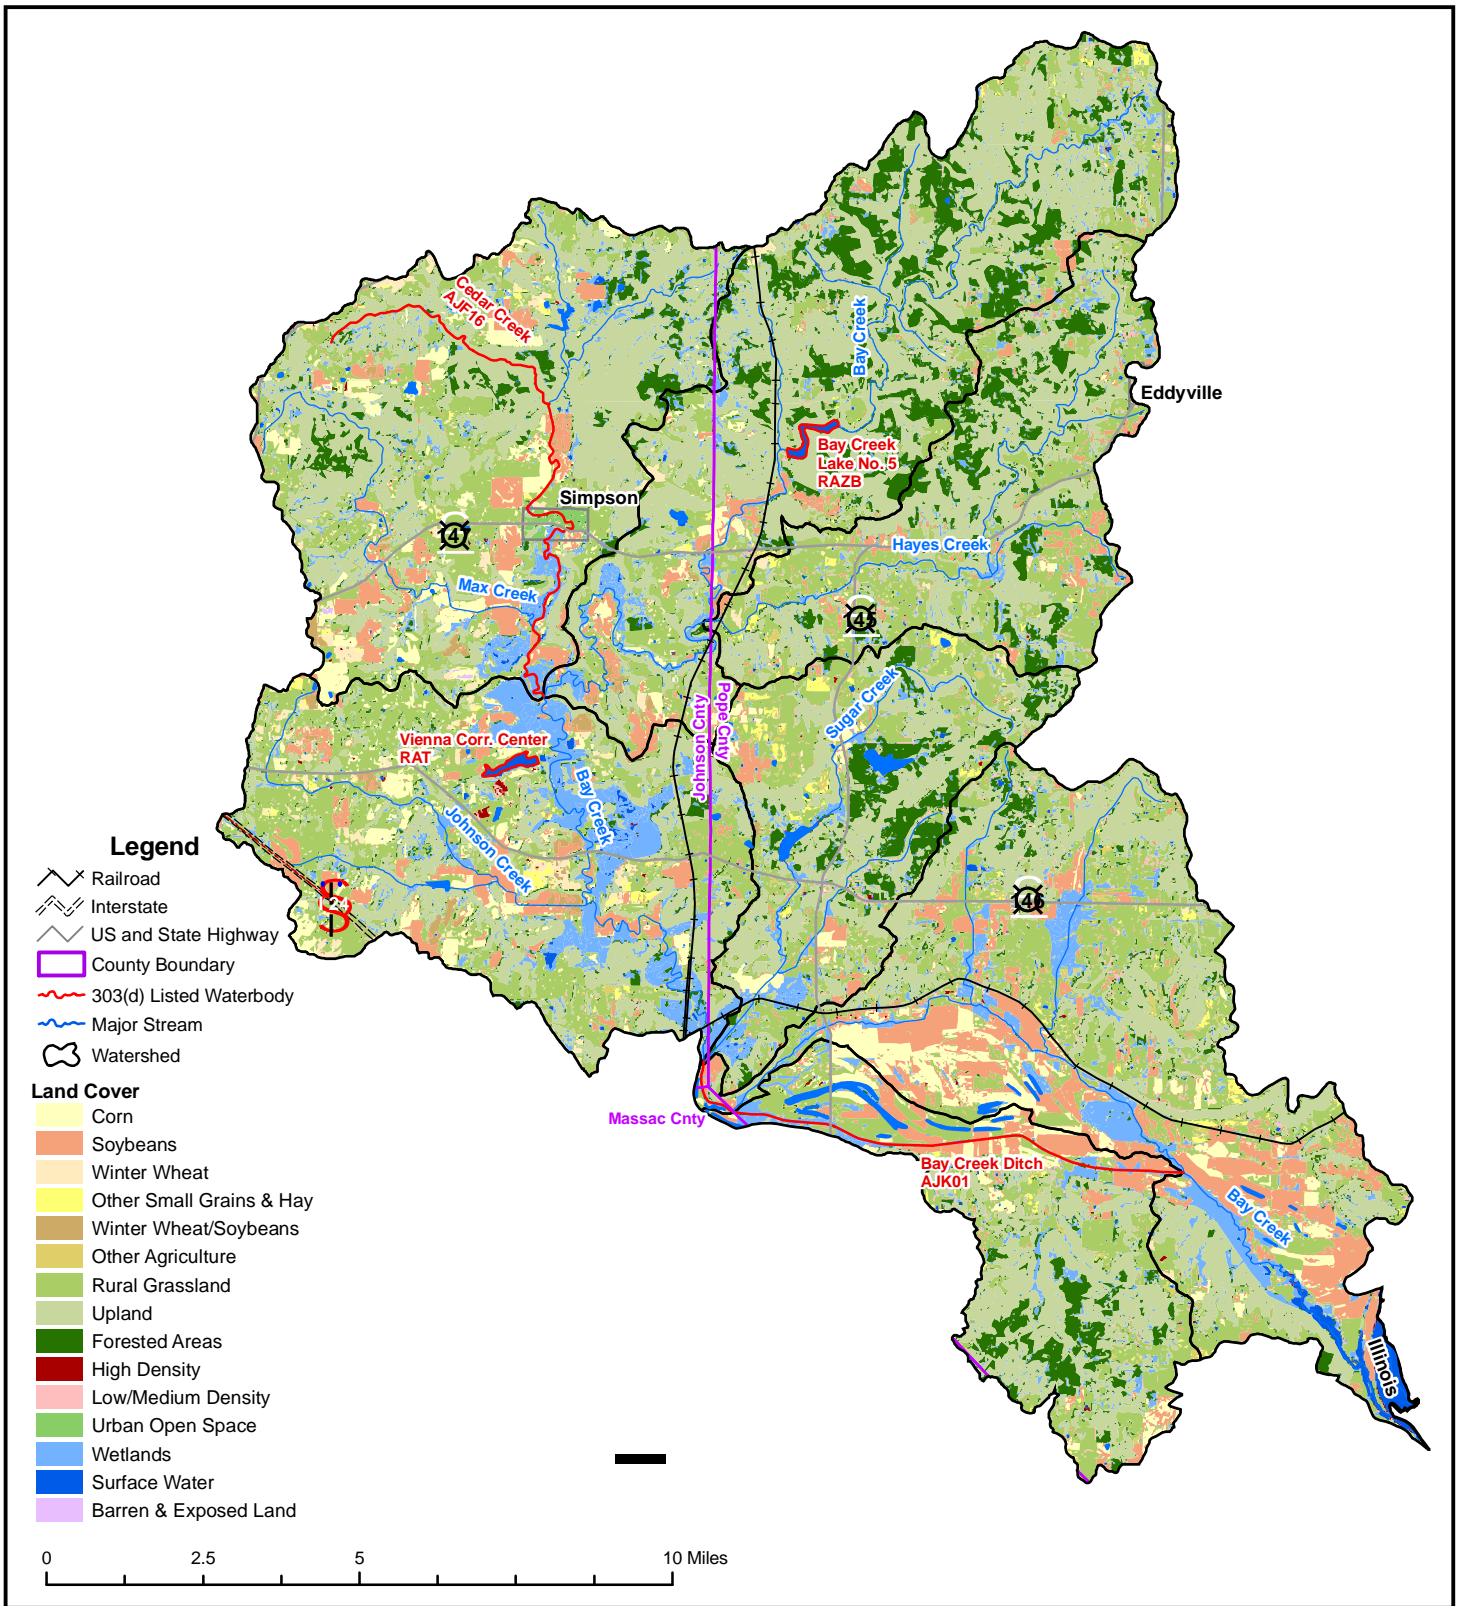 Cedar Creek
AJF16
Bay Creek
Eddyville
Bay Creek
Lake No. 5
RAZB
Simpson
Hayes Creek
Max Creek
45
Sugar Creek
Johnson Cnty
Pope Cnty
Vienna Corr. Center
RAT
Bay Creek
Johnson Creek
146
Massac Cnty
Bay Creek Ditch
AJK01
Bay Creek
Illinois
Legend
Railroad
Interstate
US and State Highway
County Boundary
303(d) Listed Waterbody
Major Stream
Watershed
Land Cover
Corn
Soybeans
Winter Wheat
Other Small Grains & Hay
Winter Wheat/Soybeans
Other Agriculture
Rural Grassland
Upland
Forested Areas
High Density
Low/Medium Density
Urban Open Space
Wetlands
Surface Water
Barren & Exposed Land
0 2.5 5 10 Miles